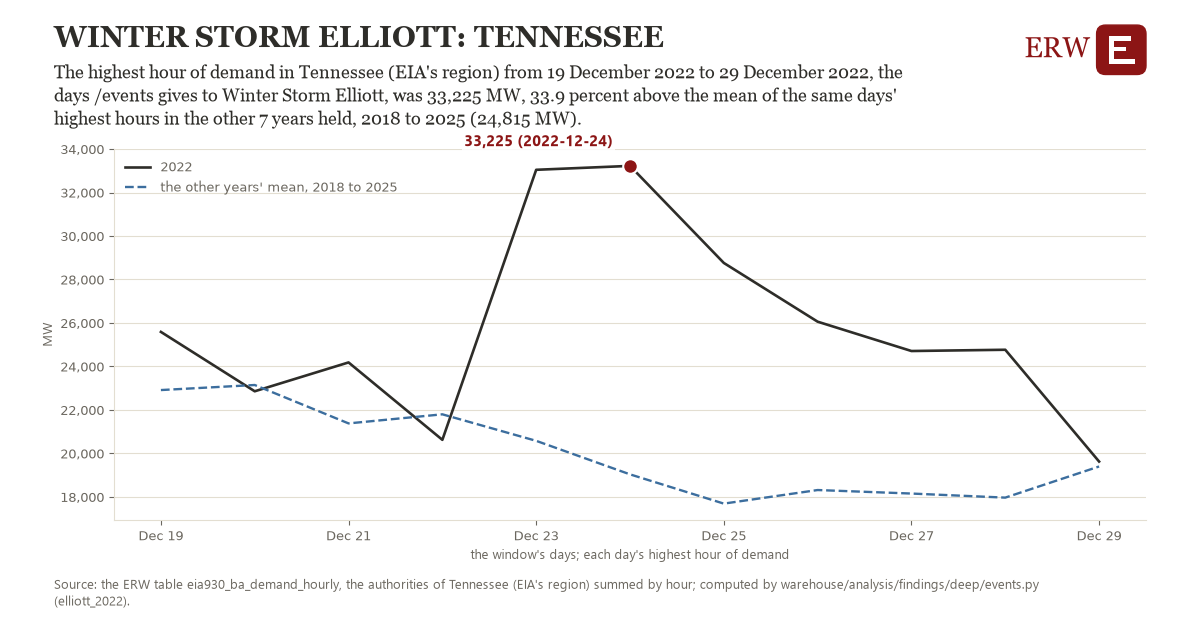 WINTER STORM ELLIOTT: TENNESSEE
ERW E
The highest hour of demand in Tennessee (EIA's region) from 19 December 2022 to 29 December 2022, the
days /events gives to Winter Storm Elliott, was 33,225 MW, 33.9 percent above the mean of the same days'
highest hours in the other 7 years held, 2018 to 2025 (24,815 MW).
33,225 (2022-12-24)
2022
the other years' mean, 2018 to 2025
MW
34,000
32,000
30,000
28,000
26,000
24,000
22,000
20,000
18,000
Dec 19 Dec 21 Dec 23 Dec 25 Dec 27 Dec 29
the window's days; each day's highest hour of demand
Source: the ERW table eia930_ba_demand_hourly, the authorities of Tennessee (EIA's region) summed by hour; computed by warehouse/analysis/findings/deep/events.py
(elliott_2022).